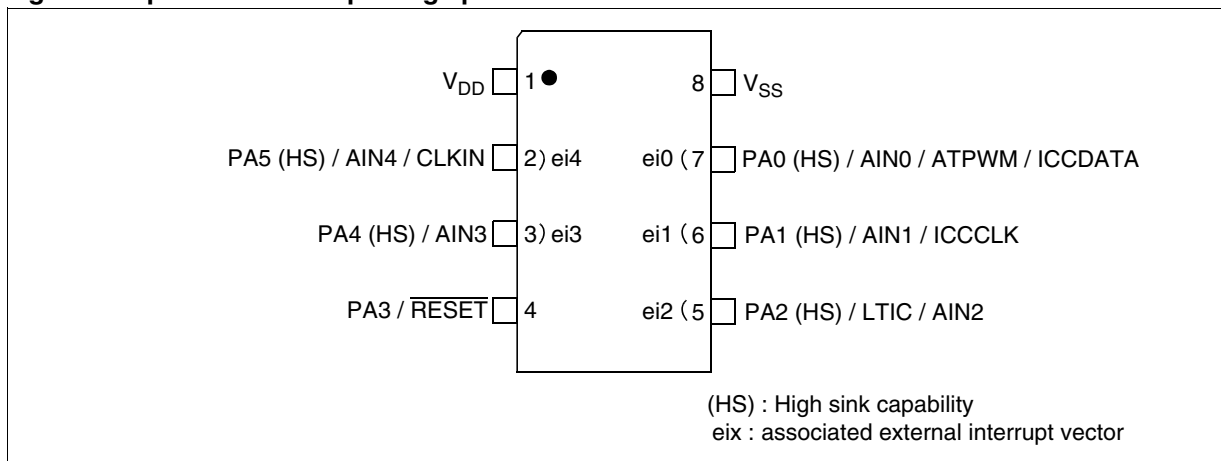 V_DD 1 8 V_SS
PA5 (HS) / AIN4 / CLKIN 2) ei4 ei0 (7 PA0 (HS) / AIN0 / ATPWM / ICCDATA
PA4 (HS) / AIN3 3) ei3 ei1 (6 PA1 (HS) / AIN1 / ICCCLK
PA3 / RESET 4 ei2 (5 PA2 (HS) / LTIC / AIN2
(HS) : High sink capability
eix : associated external interrupt vector